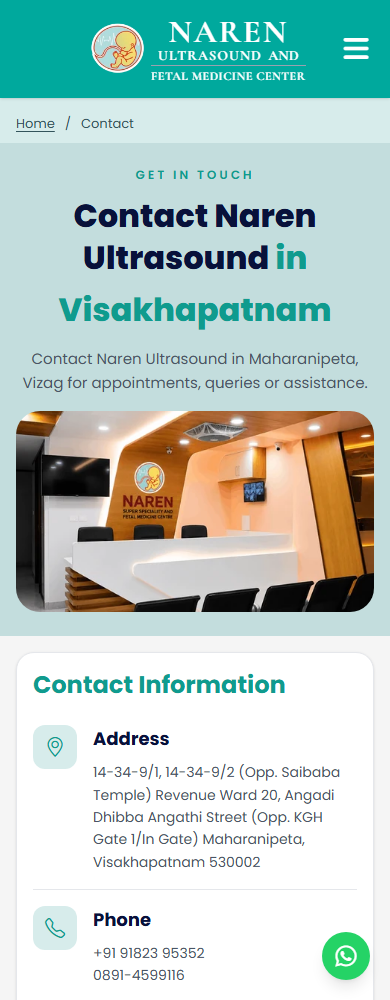 NAREN
ULTRASOUND AND
FETAL MEDICINE CENTER
Home / Contact
GET IN TOUCH
Contact Naren
Ultrasound in
Visakhapatnam
Contact Naren Ultrasound in Maharanipeta,
Vizag for appointments, queries or assistance.
NAREN
SUPER SPECIALITY AND
FETAL MEDICINE CENTER
Contact Information
Address
14-34-9/1, 14-34-9/2 (Opp. Saibaba
Temple) Revenue Ward 20, Angadi
Dhibba Angathi Street (Opp. KGH
Gate 1/In Gate) Maharanipeta,
Visakhapatnam 530002
Phone
+91 91823 95352
0891-4599116